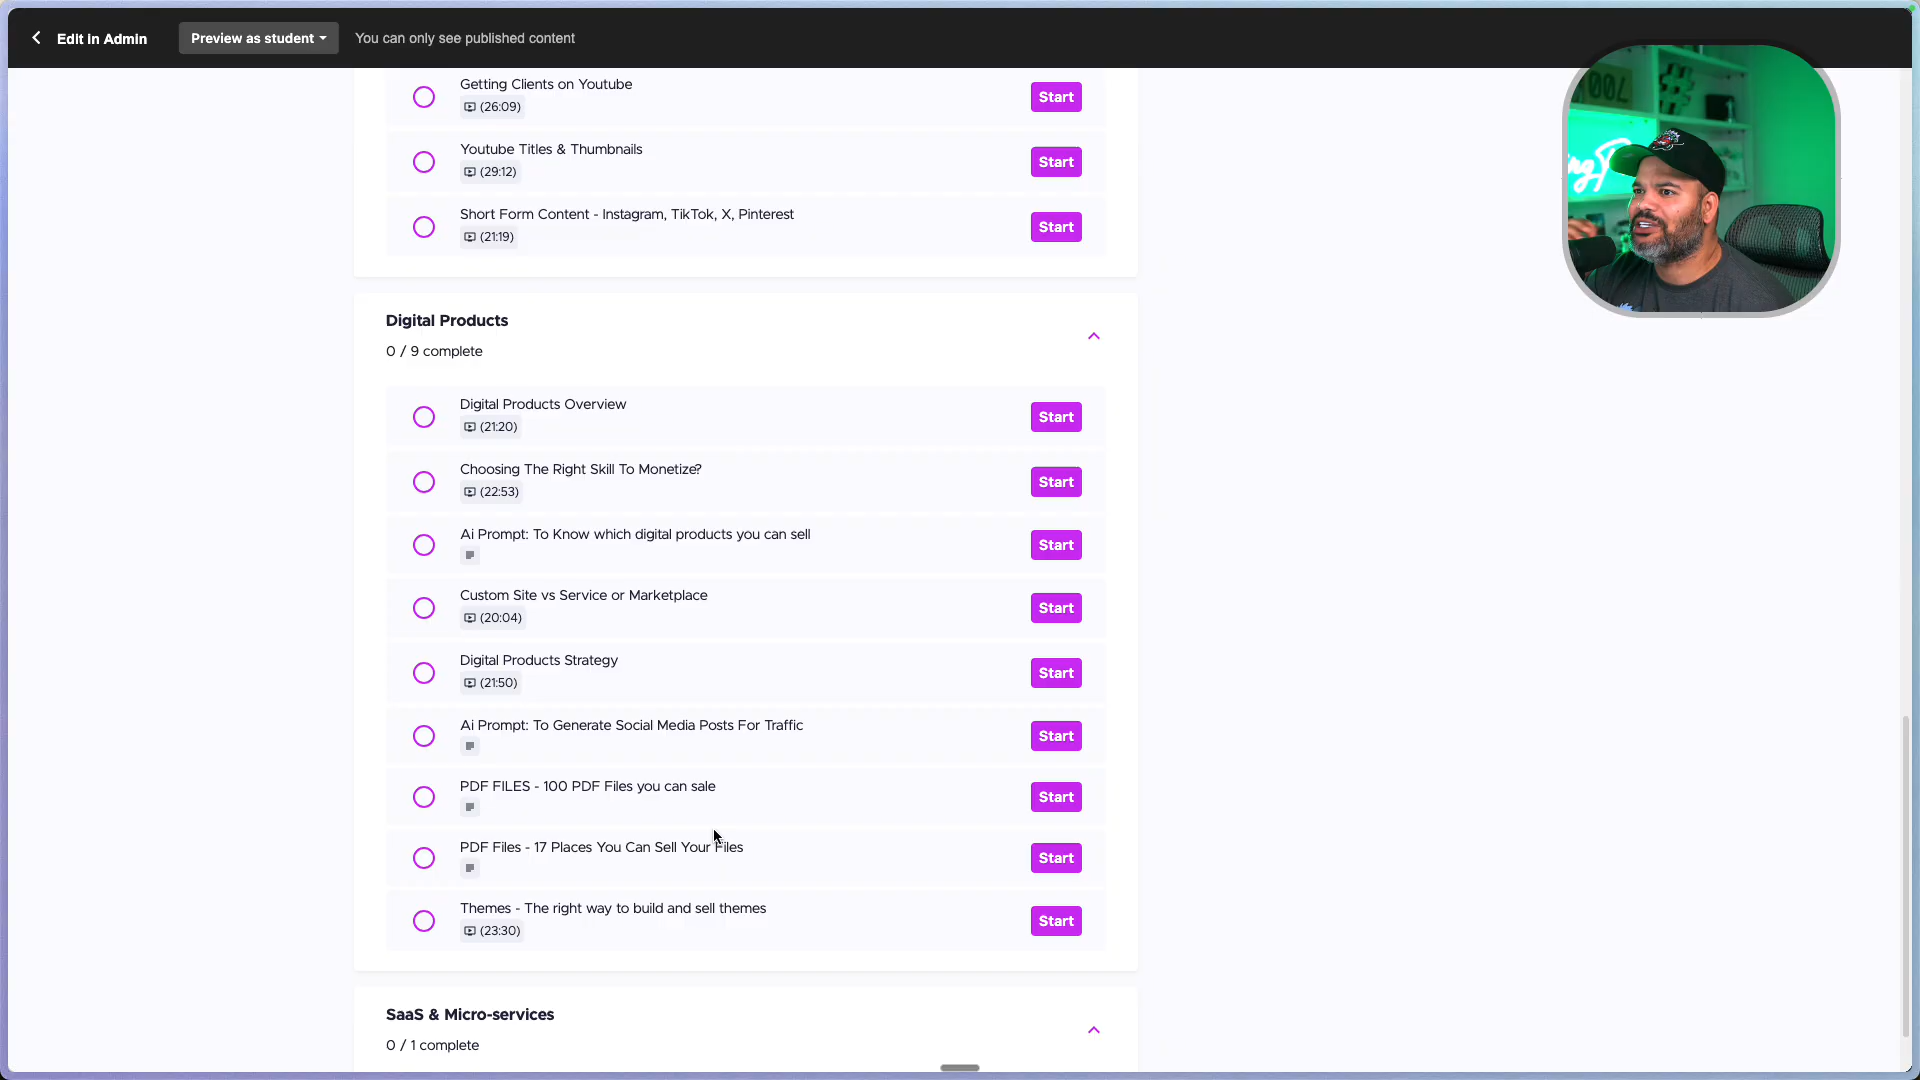 Edit in Admin
Preview as student
You can only see published content
Getting Clients on Youtube
(26:09)
Start
Youtube Titles & Thumbnails
(29:12)
Start
Short Form Content - Instagram, TikTok, X, Pinterest
(21:19)
Start
Digital Products
0 / 9 complete
Digital Products Overview
(21:20)
Start
Choosing The Right Skill To Monetize?
(22:53)
Start
Ai Prompt: To Know which digital products you can sell
Start
Custom Site vs Service or Marketplace
(20:04)
Start
Digital Products Strategy
(21:50)
Start
Ai Prompt: To Generate Social Media Posts For Traffic
Start
PDF FILES - 100 PDF Files you can sale
Start
PDF Files - 17 Places You Can Sell Your Files
Start
Themes - The right way to build and sell themes
(23:30)
Start
SaaS & Micro-services
0 / 1 complete